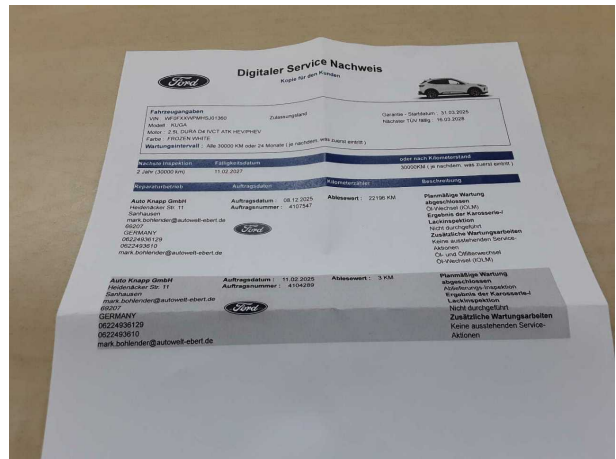 Ford
Digitaler Service Nachweis
Kopie für den Kunden
Fahrzeugangaben
VIN : Zulassungsland Garantie - Startdatum : 31.03.2025
Modell : KUGA Nächster TÜV fällig : 16.03.2028
Motor : 2.5L DURA D4 IVCT ATK HEV/PHEV
Farbe : FROZEN WHITE
Wartungsintervall : Alle 30000 KM oder 24 Monate ( je nachdem, was zuerst eintritt )
Nächste Inspektion Fälligkeitsdatum oder nach Kilometerstand
2 Jahr (30000 km) 11.02.2027 30000KM ( je nachdem, was zuerst eintritt )
Reparaturbetrieb Auftragsdatum Kilometerzähler Beschreibung
Auto Knapp GmbH Auftragsdatum : 08.12.2025 Ablesewert : 22196 KM Planmäßige Wartung
Heidenäcker Str. 11 Auftragsnummer : 4107547 abgeschlossen
Sanhausen Öl-Wechsel (IOLM)
mark.bohlender@autowelt-ebert.de Ergebnis der Karosserie-/
69207 Ford Lackinspektion
GERMANY Nicht durchgeführt
06224936129 Zusätzliche Wartungsarbeiten
0622493610 Keine ausstehenden Service-
mark.bohlender@autowelt-ebert.de Aktionen
Öl- und Ölfilterwechsel
Öl-Wechsel (IOLM)
Auto Knapp GmbH Auftragsdatum : 11.02.2025 Ablesewert : 3 KM Planmäßige Wartung
Heidenäcker Str. 11 Auftragsnummer : 4104289 abgeschlossen
Sanhausen Ablieferungs-Inspektion
mark.bohlender@autowelt-ebert.de Ergebnis der Karosserie-/
69207 Ford Lackinspektion
GERMANY Nicht durchgeführt
06224936129 Zusätzliche Wartungsarbeiten
0622493610 Keine ausstehenden Service-
mark.bohlender@autowelt-ebert.de Aktionen